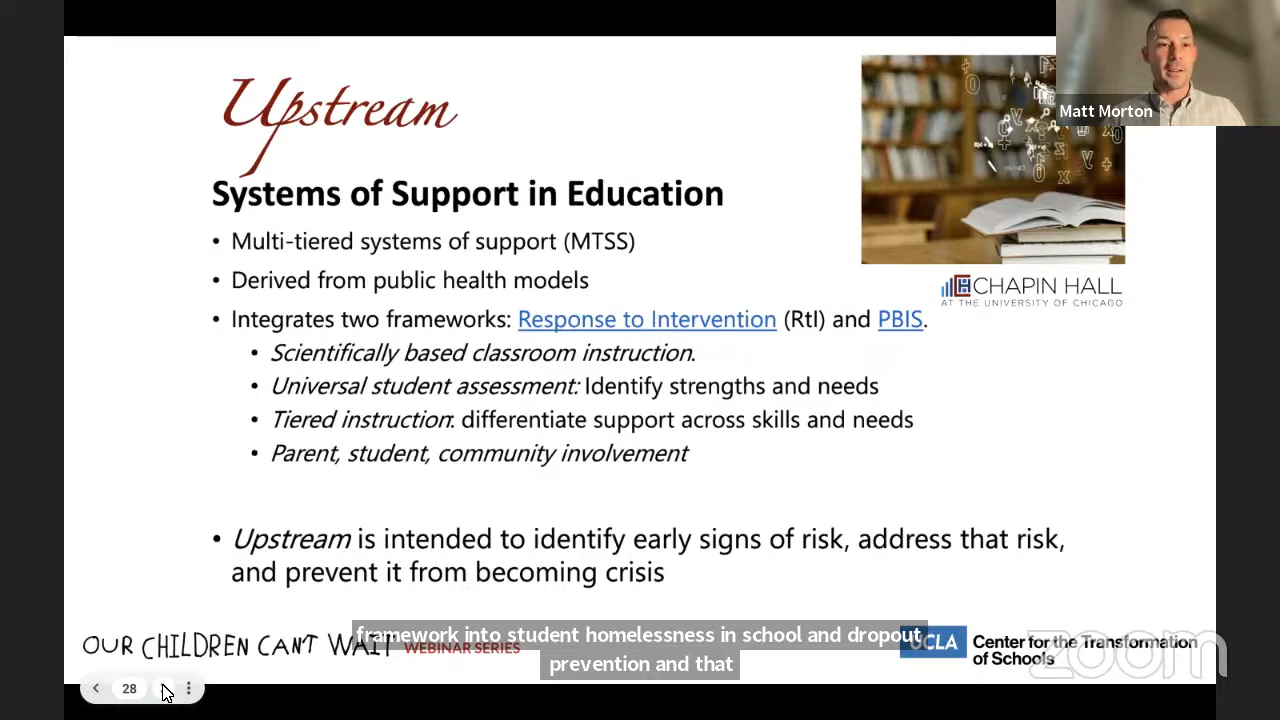 Upstream
Matt Morton
Systems of Support in Education
• Multi-tiered systems of support (MTSS)
• Derived from public health models
CHAPIN HALL
AT THE UNIVERSITY OF CHICAGO
• Integrates two frameworks: Response to Intervention (RtI) and PBIS.
• Scientifically based classroom instruction.
• Universal student assessment: Identify strengths and needs
• Tiered instruction: differentiate support across skills and needs
• Parent, student, community involvement
• Upstream is intended to identify early signs of risk, address that risk,
and prevent it from becoming crisis
framework into student homelessness in school and dropout
prevention and that
OUR CHILDREN CAN'T WAIT WEBINAR SERIES
UCLA Center for the Transformation
of Schools
zoom
28